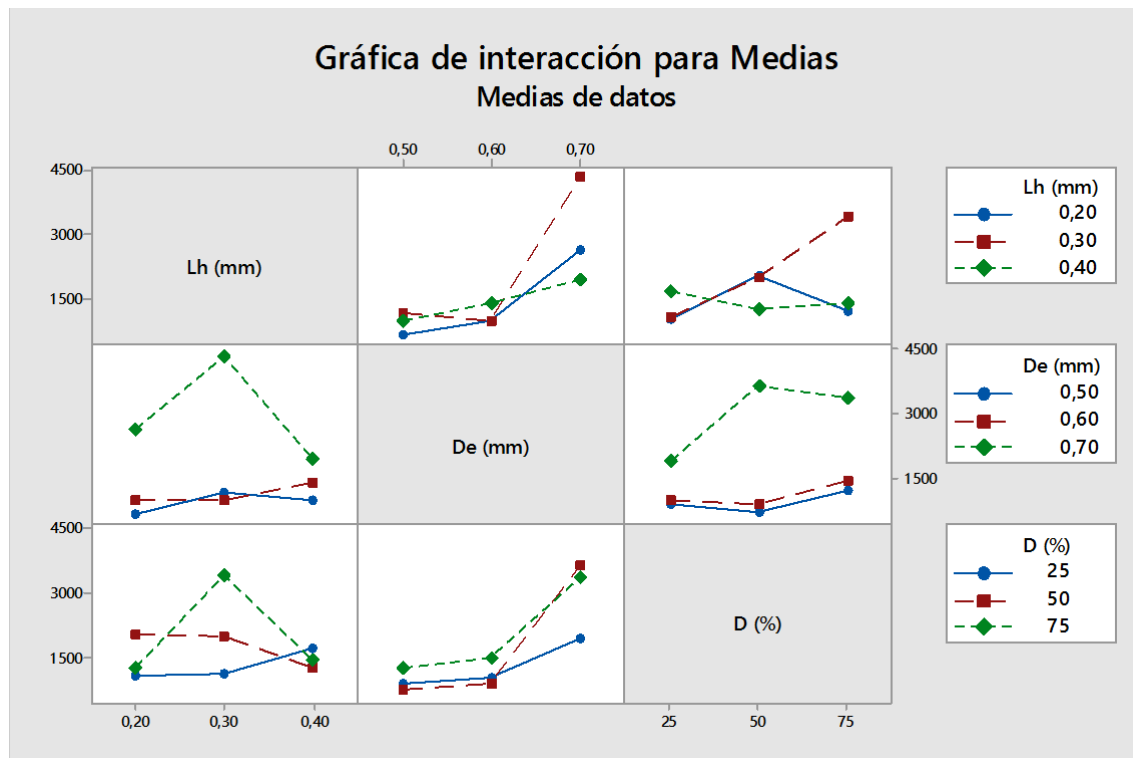 Gráfica de interacción para Medias
Medias de datos
0,50 0,60 0,70
4500
3000
1500
Lh (mm)
Lh (mm)
0,20
0,30
0,40
De (mm)
4500
3000
1500
De (mm)
0,50
0,60
0,70
4500
3000
1500
D (%)
D (%)
25
50
75
0,20 0,30 0,40
25 50 75